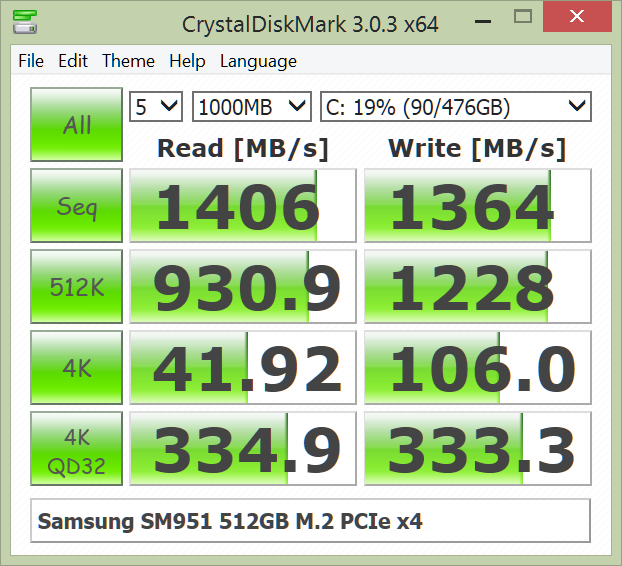 CrystalDiskMark 3.0.3 x64
File Edit Theme Help Language
All 5 1000MB C: 19% (90/476GB)
Read [MB/s] Write [MB/s]
Seq 1406 1364
512K 930.9 1228
4K 41.92 106.0
4K QD32 334.9 333.3
Samsung SM951 512GB M.2 PCIe x4